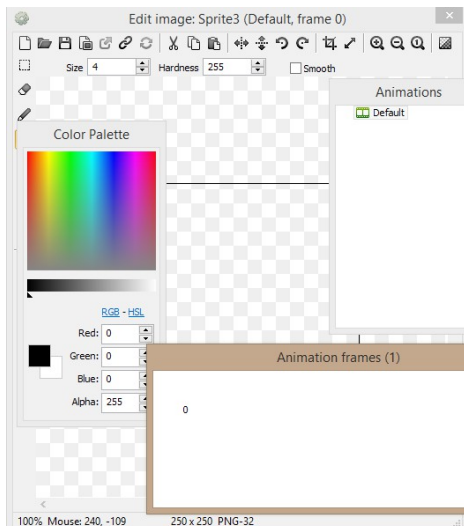 Edit image: Sprite3 (Default, frame 0)
Size 4 Hardness 255 Smooth
Animations
Default
Color Palette
RGB - HSL
Red: 0
Green: 0
Blue: 0
Alpha: 255
Animation frames (1)
0
100% Mouse: 240, -109 250 x 250 PNG-32